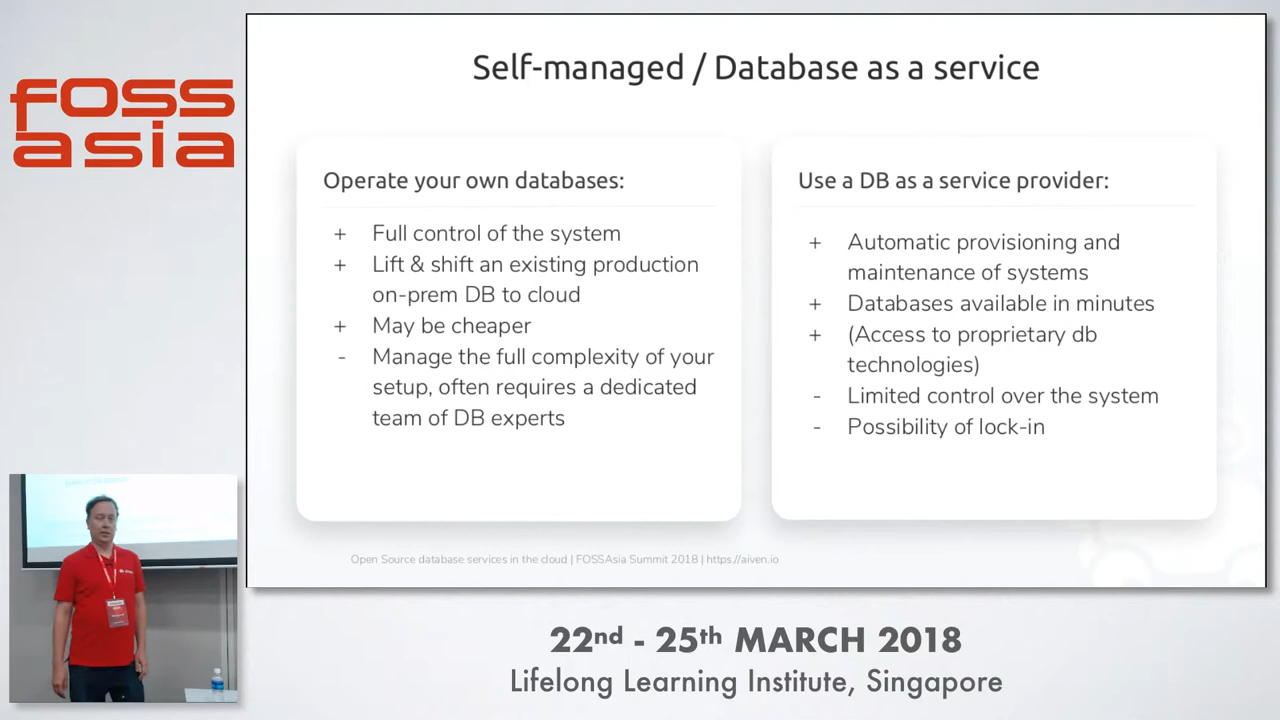 foss
asia
Self-managed / Database as a service
Operate your own databases:
+ Full control of the system
+ Lift & shift an existing production
on-prem DB to cloud
+ May be cheaper
- Manage the full complexity of your
setup, often requires a dedicated
team of DB experts
Use a DB as a service provider:
+ Automatic provisioning and
maintenance of systems
+ Databases available in minutes
+ (Access to proprietary db
technologies)
- Limited control over the system
- Possibility of lock-in
Open Source database services in the cloud | FOSSAsia Summit 2018 | https://aiven.io
22nd - 25th MARCH 2018
Lifelong Learning Institute, Singapore